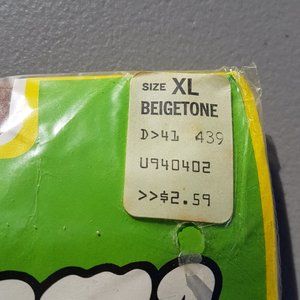 SIZE XL
BEIGETONE
D>41 439
U940402
>>$2.59